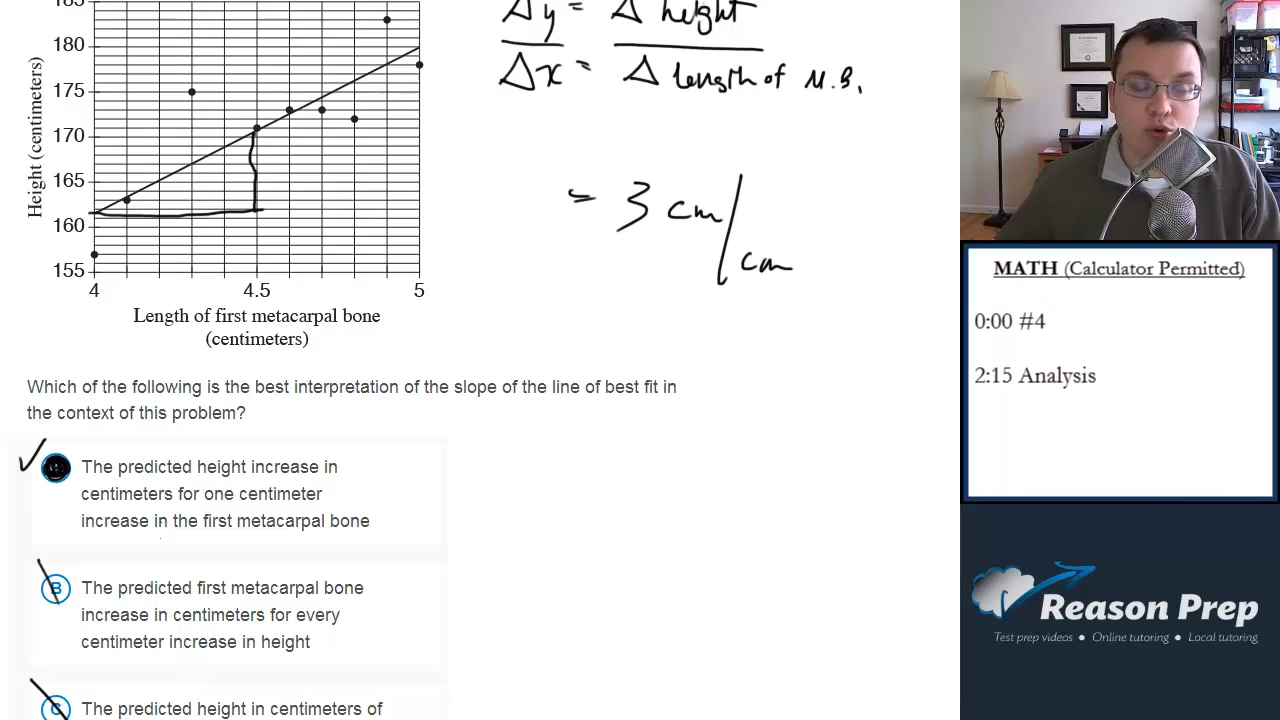 185
180
175
170
165
160
155
Height (centimeters)
4 4.5 5
Length of first metacarpal bone
(centimeters)
Δy = Δ height
Δx = Δ length of M.B.
= 3 cm/cm
Which of the following is the best interpretation of the slope of the line of best fit in
the context of this problem?
The predicted height increase in
centimeters for one centimeter
increase in the first metacarpal bone
B The predicted first metacarpal bone
increase in centimeters for every
centimeter increase in height
C The predicted height in centimeters of
MATH (Calculator Permitted)
0:00 #4
2:15 Analysis
Reason Prep
Test prep videos ● Online tutoring ● Local tutoring